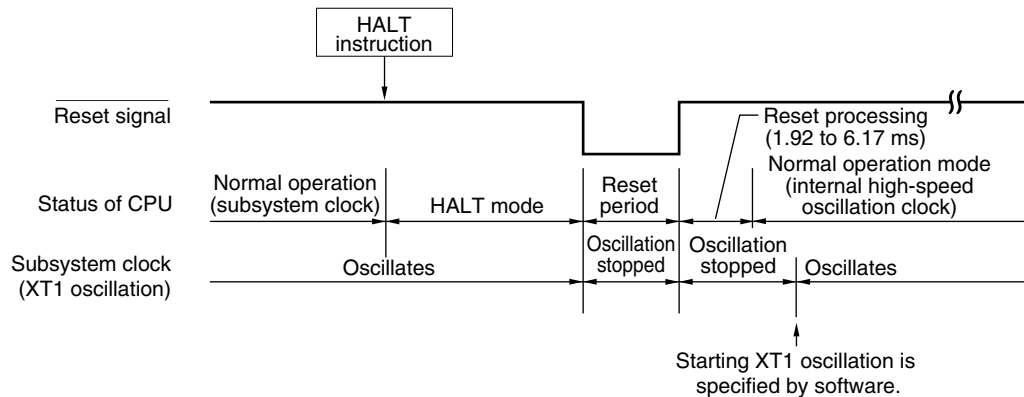 HALT
instruction
Reset signal
Reset processing
(1.92 to 6.17 ms)
Status of CPU
Normal operation
(subsystem clock)
HALT mode
Reset
period
Normal operation mode
(internal high-speed
oscillation clock)
Subsystem clock
(XT1 oscillation)
Oscillates
Oscillation
stopped
Oscillation
stopped
Oscillates
Starting XT1 oscillation is
specified by software.